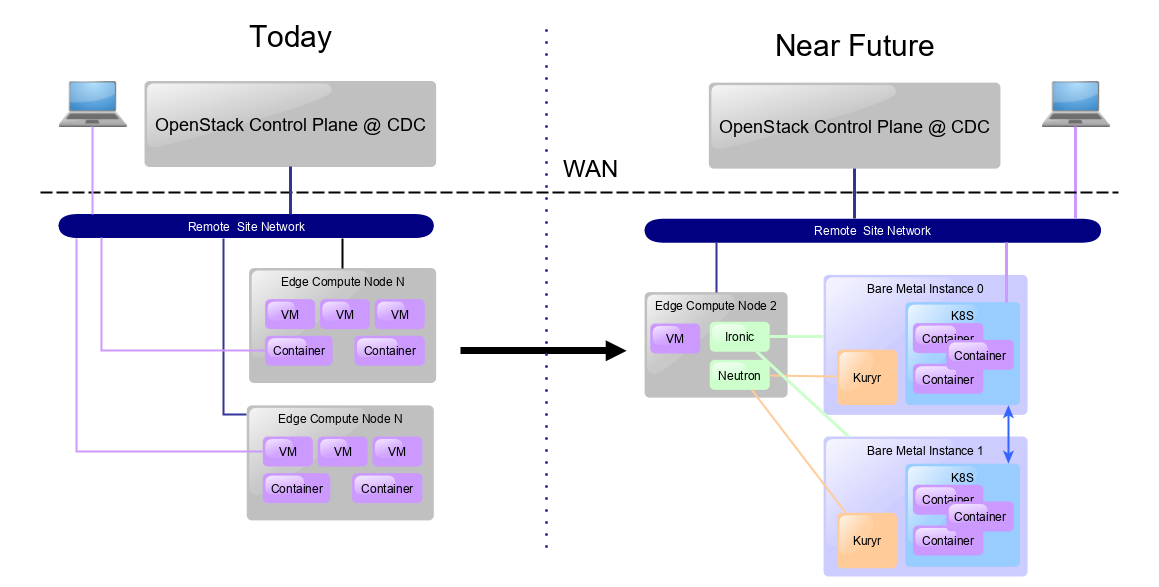 Today
OpenStack Control Plane @ CDC
Remote Site Network
Edge Compute Node N
VM
VM
VM
Container
Container
Edge Compute Node N
VM
VM
VM
Container
Container
WAN
Near Future
OpenStack Control Plane @ CDC
Remote Site Network
Edge Compute Node 2
VM
Ironic
Neutron
Bare Metal Instance 0
K8S
Container
Container
Container
Kuryr
Bare Metal Instance 1
K8S
Container
Container
Container
Kuryr